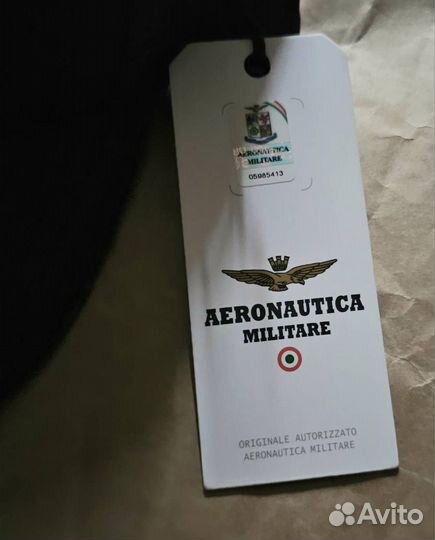 AERONAUTICA
MILITARE
05985413
AERONAUTICA
MILITARE
ORIGINALE AUTORIZZATO
AERONAUTICA MILITARE
Avito